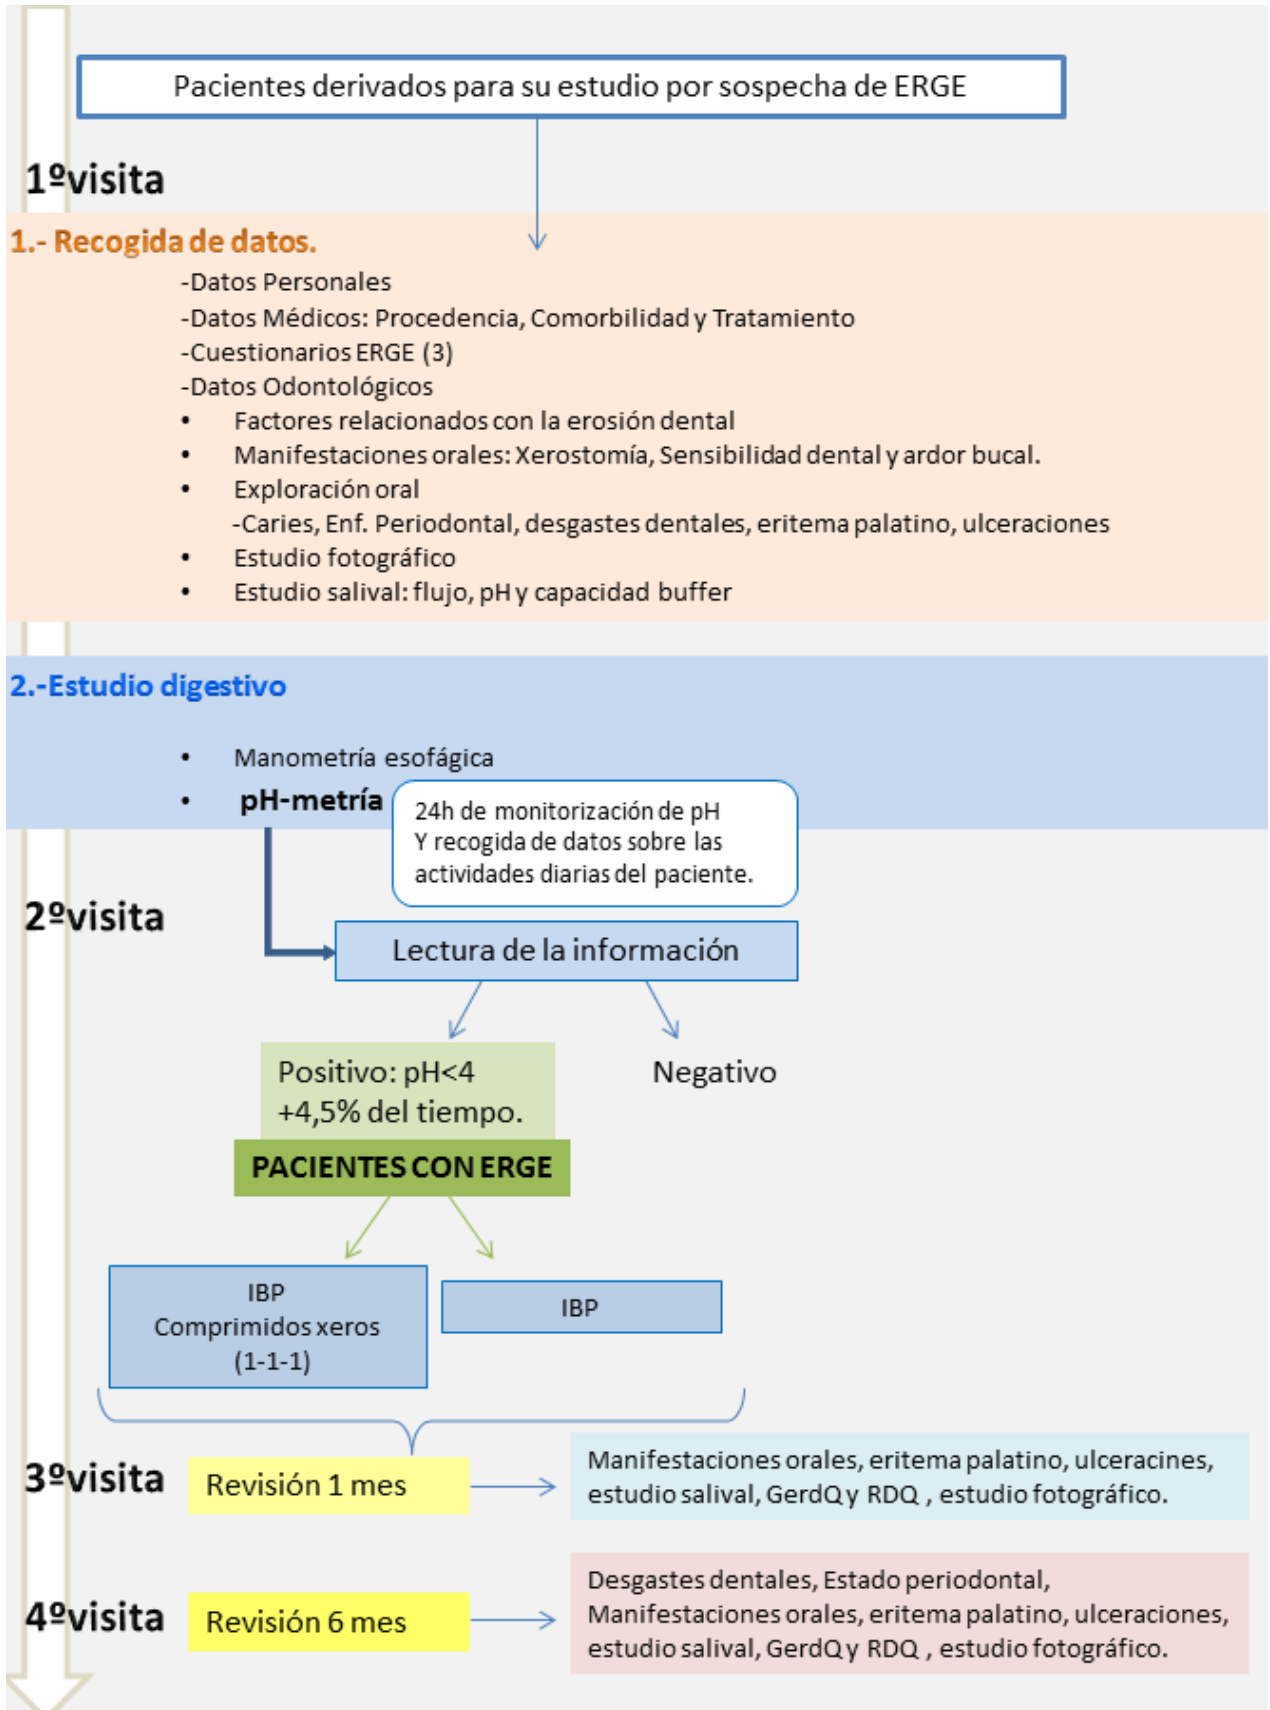 Pacientes derivados para su estudio por sospecha de ERGE
1ºvisita
1.- Recogida de datos.
-Datos Personales
-Datos Médicos: Procedencia, Comorbilidad y Tratamiento
-Cuestionarios ERGE (3)
-Datos Odontológicos
• Factores relacionados con la erosión dental
• Manifestaciones orales: Xerostomía, Sensibilidad dental y ardor bucal.
• Exploración oral
-Caries, Enf. Periodontal, desgastes dentales, eritema palatino, ulceraciones
• Estudio fotográfico
• Estudio salival: flujo, pH y capacidad buffer
2.-Estudio digestivo
• Manometría esofágica
• pH-metría
24h de monitorización de pH
Y recogida de datos sobre las
actividades diarias del paciente.
2ºvisita
Lectura de la información
Positivo: pH<4
+4,5% del tiempo.
Negativo
PACIENTES CON ERGE
IBP
Comprimidos xeros
(1-1-1)
IBP
3ºvisita
Revisión 1 mes
Manifestaciones orales, eritema palatino, ulceracines,
estudio salival, GerdQ y RDQ , estudio fotográfico.
4ºvisita
Revisión 6 mes
Desgastes dentales, Estado periodontal,
Manifestaciones orales, eritema palatino, ulceraciones,
estudio salival, GerdQ y RDQ , estudio fotográfico.